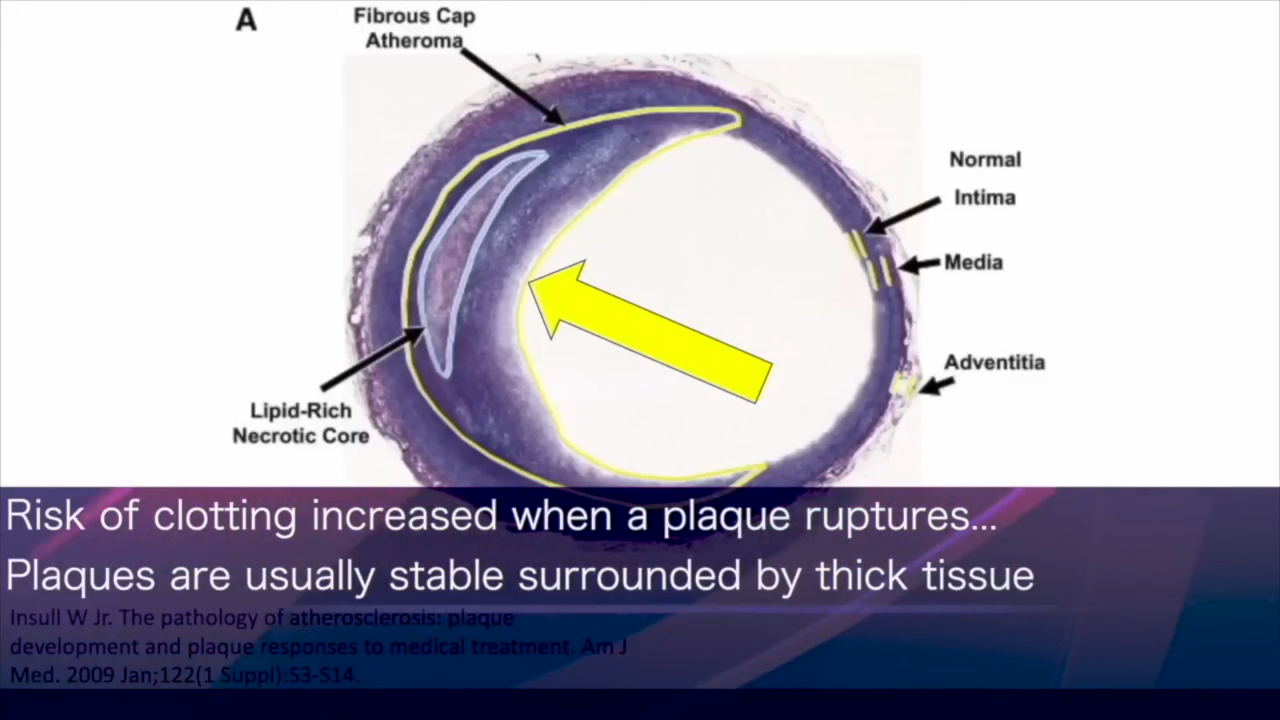 A
Fibrous Cap
Atheroma
Normal
Intima
Media
Adventitia
Lipid-Rich
Necrotic Core
Risk of clotting increased when a plaque ruptures...
Plaques are usually stable surrounded by thick tissue
Insull W Jr. The pathology of atherosclerosis: plaque
development and plaque responses to medical treatment. Am J
Med. 2009 Jan;122(1 Suppl):S3-S14.